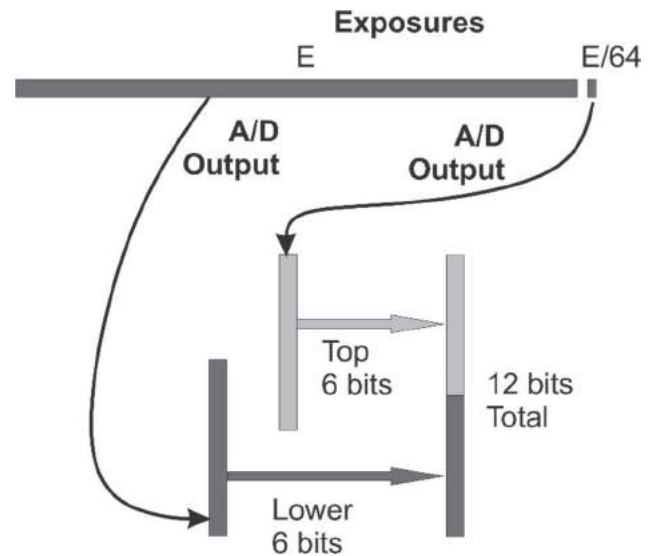 Exposures
E
E/64
A/D
Output
A/D
Output
Top
6 bits
12 bits
Total
Lower
6 bits